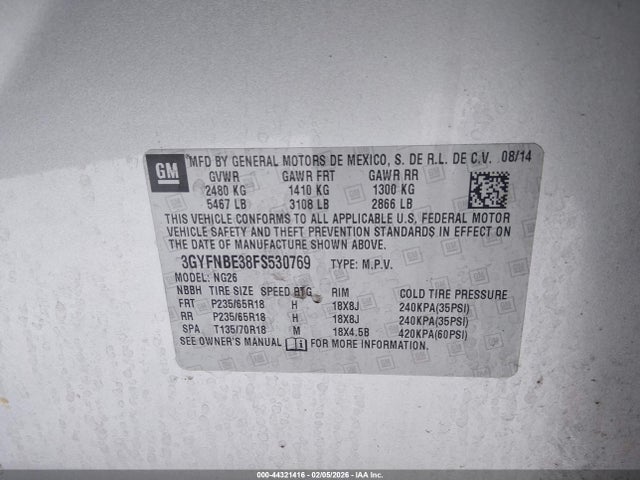 GM
MFD BY GENERAL MOTORS DE MEXICO, S. DE R.L. DE C.V. 08/14
GVWR GAWR FRT GAWR RR
2480 KG 1410 KG 1300 KG
5467 LB 3108 LB 2866 LB
THIS VEHICLE CONFORMS TO ALL APPLICABLE U.S. FEDERAL MOTOR
VEHICLE SAFETY AND THEFT PREVENTION STANDARDS IN EFFECT ON
THE DATE OF MANUFACTURE SHOWN ABOVE.
3GYFNBE38FS530769 TYPE: M.P.V.
MODEL: NG26
NBBH TIRE SIZE SPEED RTG RIM COLD TIRE PRESSURE
FRT P235/65R18 H 18X8J 240KPA(35PSI)
RR P235/65R18 H 18X8J 240KPA(35PSI)
SPA T135/70R18 M 18X4.5B 420KPA(60PSI)
SEE OWNER'S MANUAL FOR MORE INFORMATION.
000-44321416 - 02/05/2026 - IAA Inc.